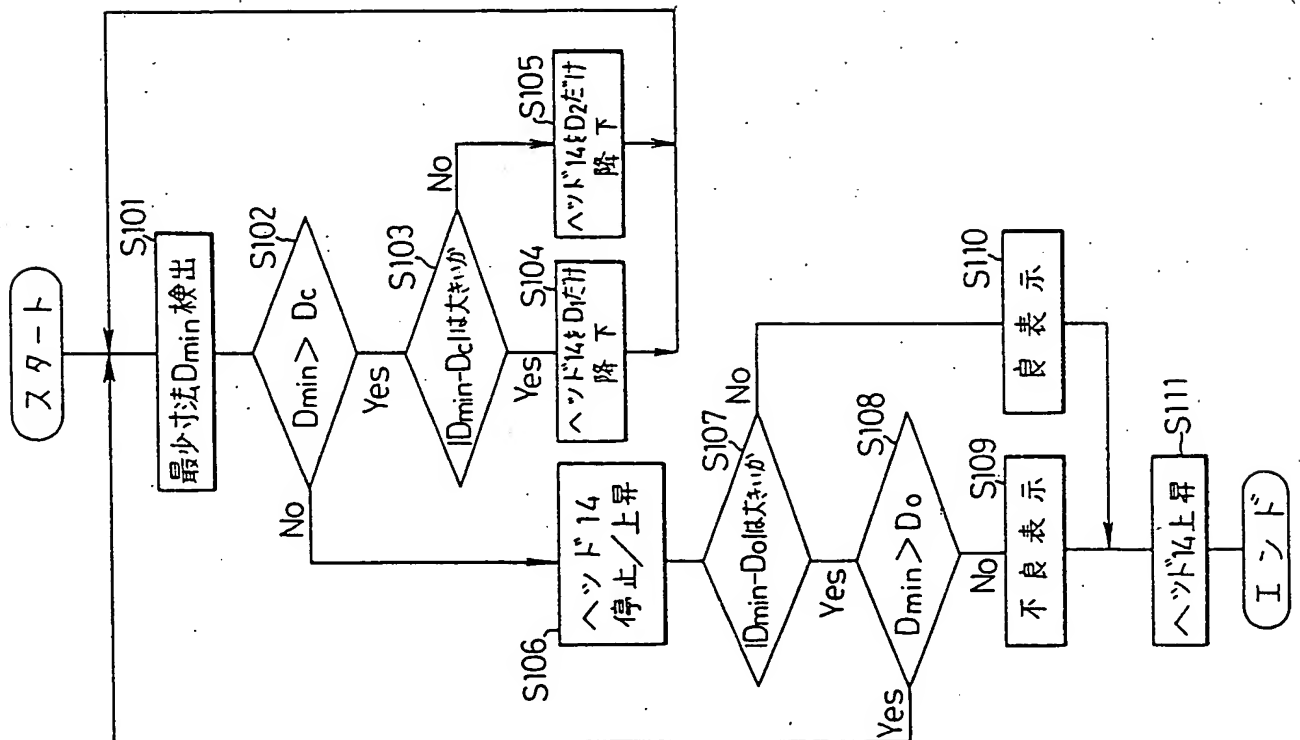 スタート
S101
最少寸法Dmin検出
S102
Dmin > Dc
No
Yes
S103
|Dmin-Dc|は大きいか
No
Yes
S104
ヘッド14をD1だけ
降下
S105
ヘッド14をD2だけ
降下
S106
ヘッド14
停止/上昇
S107
|Dmin-Do|は大きいか
No
Yes
S108
Dmin > Do
Yes
No
S109
不良表示
S110
良表示
S111
ヘッド14上昇
エンド